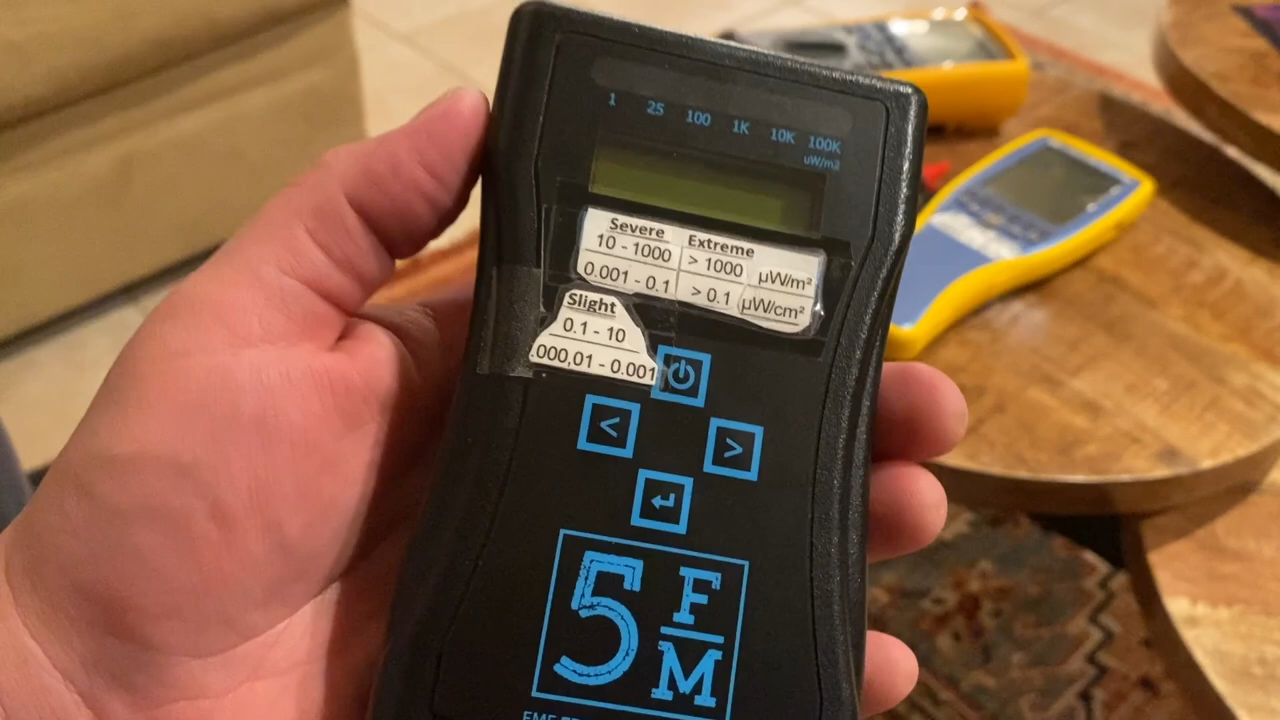 1 25 100 1K 10K 100K
uW/m2
Severe Extreme
10 - 1000 > 1000 µW/m²
0.001 - 0.1 > 0.1 µW/cm²
Slight
0.1 - 10
.000,01 - 0.001
< >
5 F
M